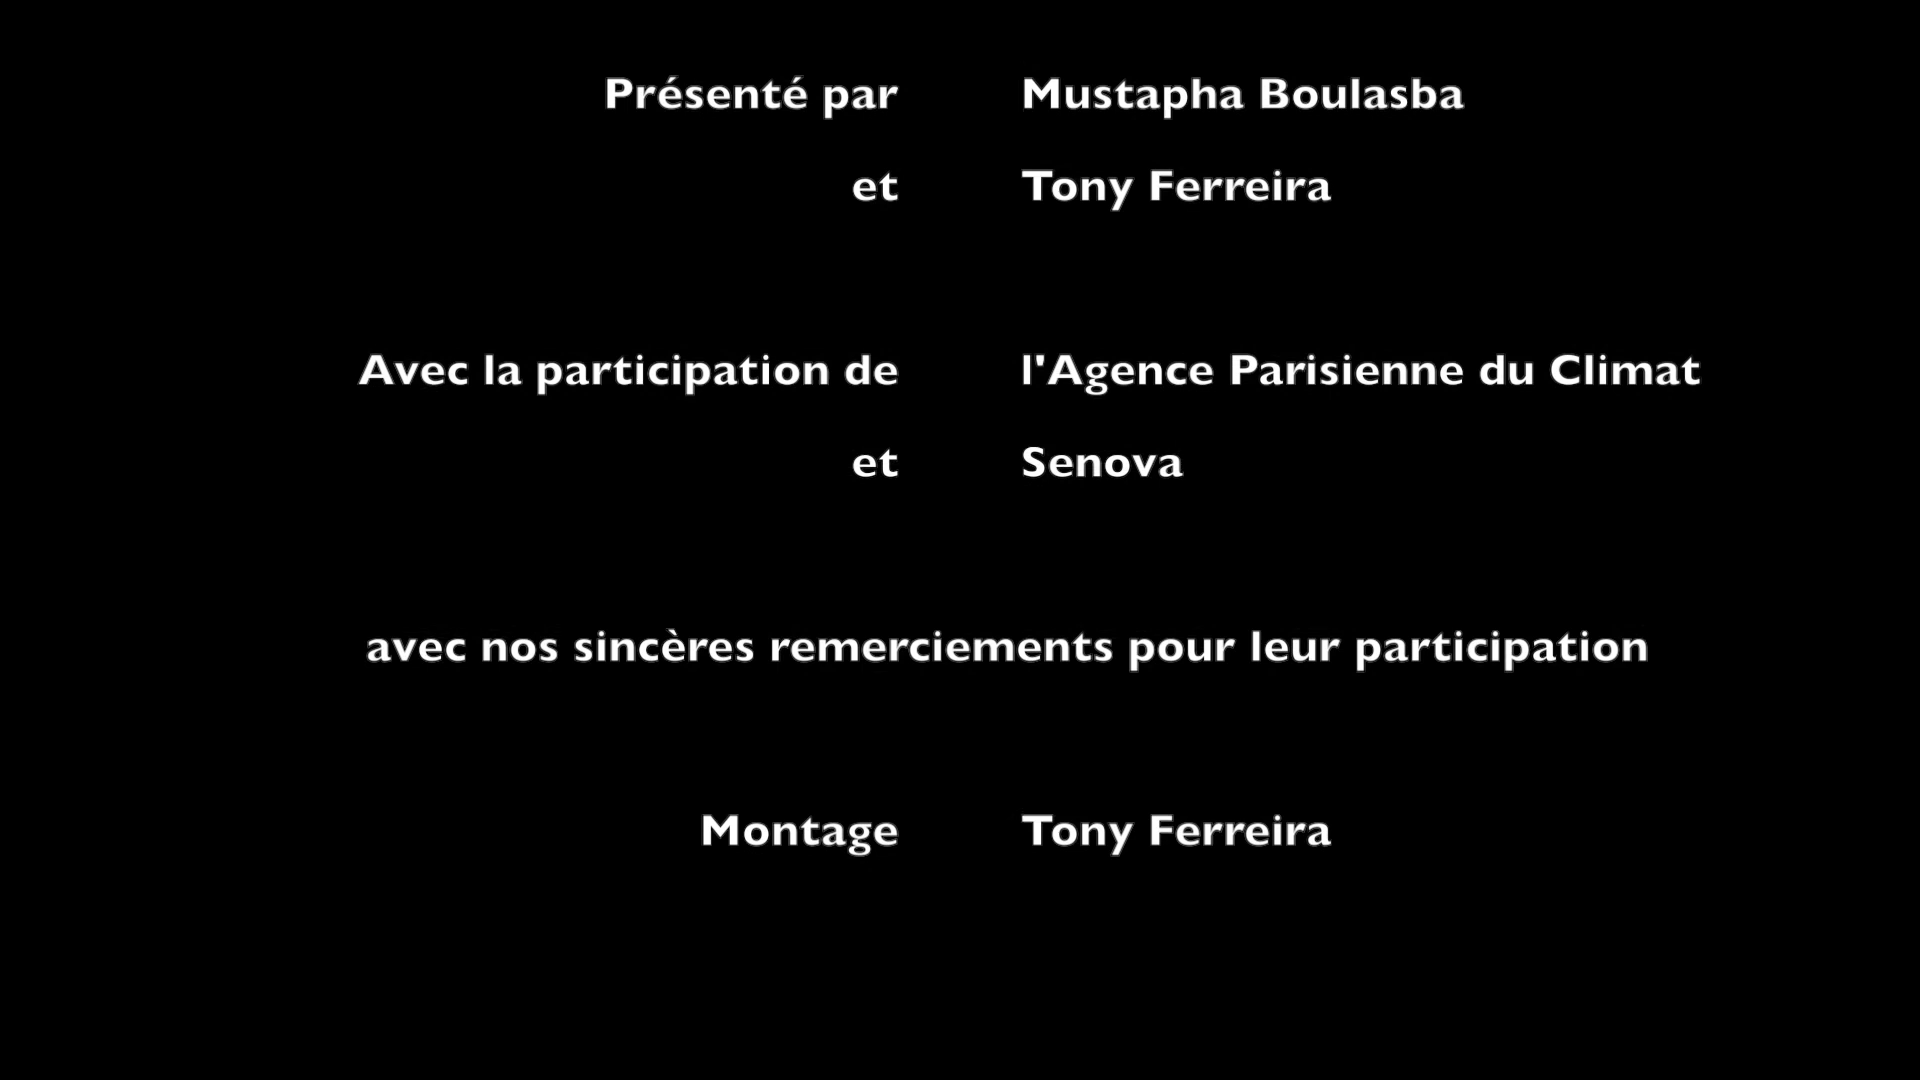 Présenté par Mustapha Boulasba
et Tony Ferreira
Avec la participation de l'Agence Parisienne du Climat
et Senova
avec nos sincères remerciements pour leur participation
Montage Tony Ferreira